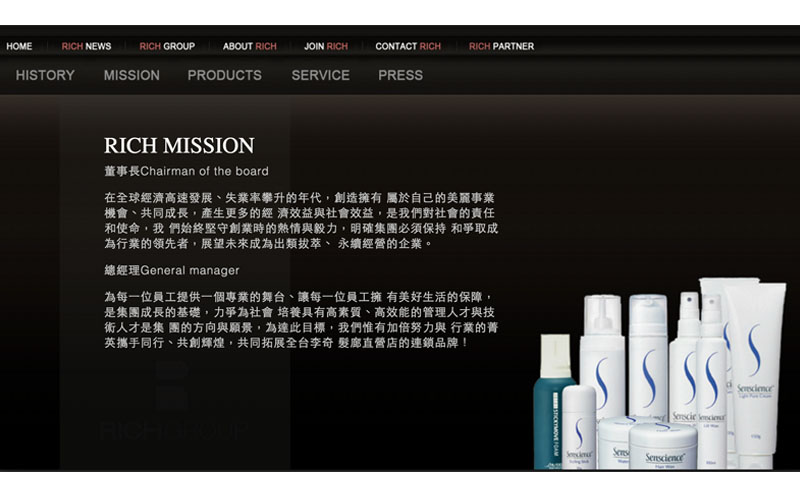 HOME RICH NEWS RICH GROUP ABOUT RICH JOIN RICH CONTACT RICH RICH PARTNER
HISTORY MISSION PRODUCTS SERVICE PRESS
RICH MISSION
董事長Chairman of the board
在全球經濟高速發展、失業率攀升的年代，創造擁有 屬於自己的美麗事業
機會、共同成長，產生更多的經 濟效益與社會效益，是我們對社會的責任
和使命，我 們始終堅守創業時的熱情與毅力，明確集團必須保持 和爭取成
為行業的領先者，展望未來成為出類拔萃、 永續經營的企業。
總經理General manager
為每一位員工提供一個專業的舞台、讓每一位員工擁 有美好生活的保障，
是集團成長的基礎，力爭為社會 培養具有高素質、高效能的管理人才與技
術人才是集 團的方向與願景，為達此目標，我們惟有加倍努力與 行業的菁
英攜手同行、共創輝煌，共同拓展全台李奇 髮廊直營店的連鎖品牌！
RICHGROUP
Senscience
Light Hold Cream
Senscience
Senscience
Senscience
Senscience